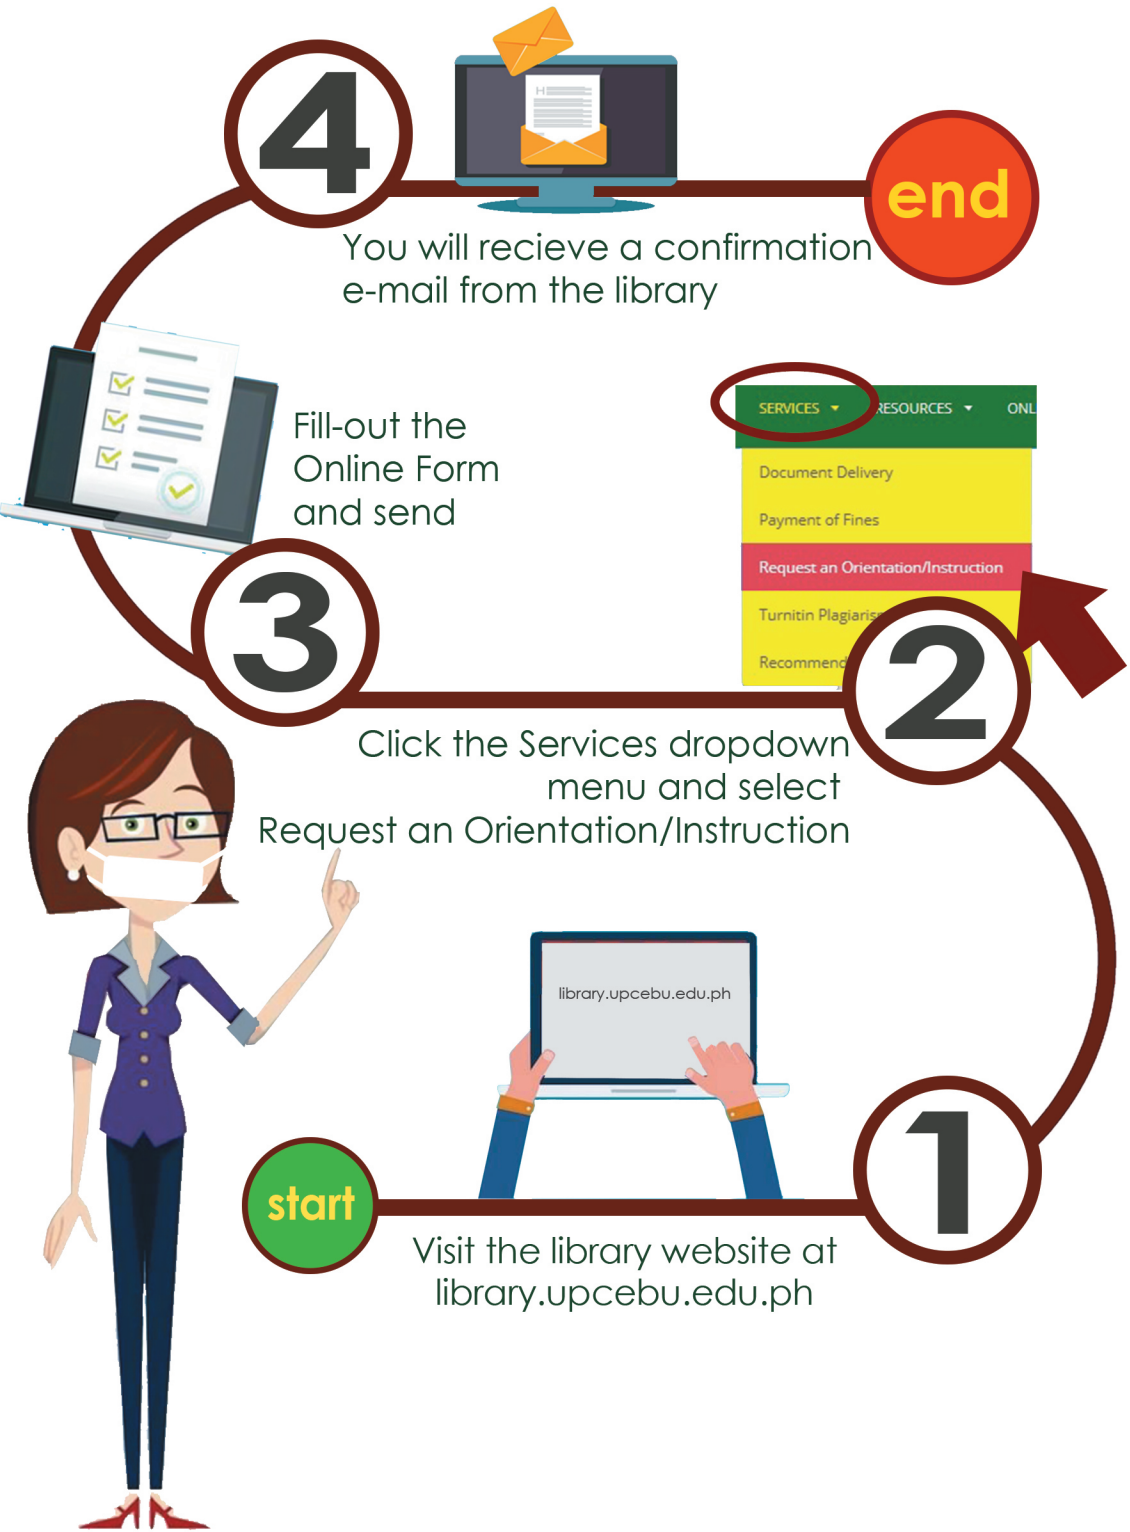 4
end
You will recieve a confirmation
e-mail from the library
Fill-out the
Online Form
and send
SERVICES RESOURCES ONL
Document Delivery
Payment of Fines
Request an Orientation/Instruction
Turnitin Plagiaris
Recommend
3
2
Click the Services dropdown
menu and select
Request an Orientation/Instruction
library.upcebu.edu.ph
1
start
Visit the library website at
library.upcebu.edu.ph